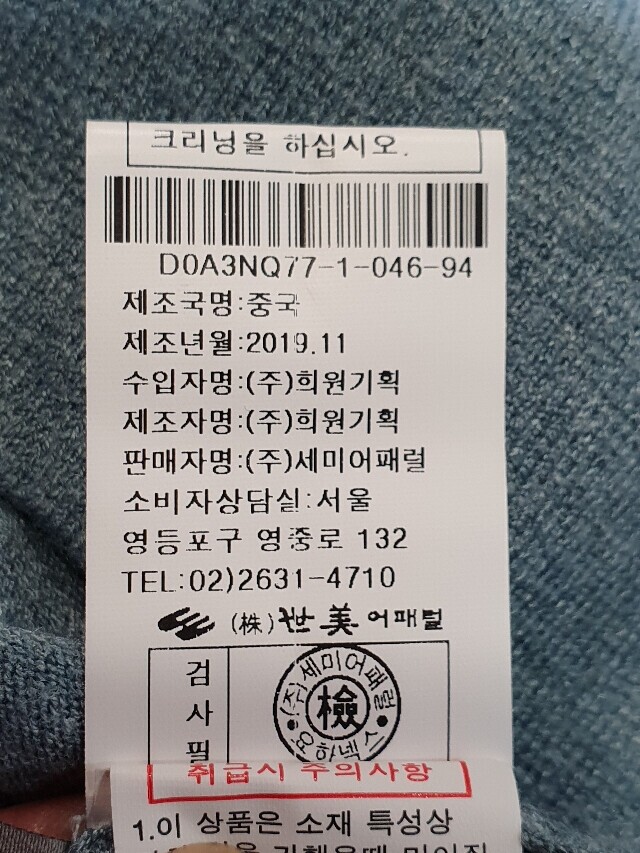 크리닝을 하십시오.
D0A3NQ77-1-046-94
제조국명:중국
제조년월:2019.11
수입자명:(주)희원기획
제조자명:(주)희원기획
판매자명:(주)세미어패럴
소비자상담실:서울
영등포구 영중로 132
TEL:02)2631-4710
(株)世美어패럴
검
사
필
(주)세미어패럴
檢
요하넥스
취급시 주의사항
1.이 상품은 소재 특성상